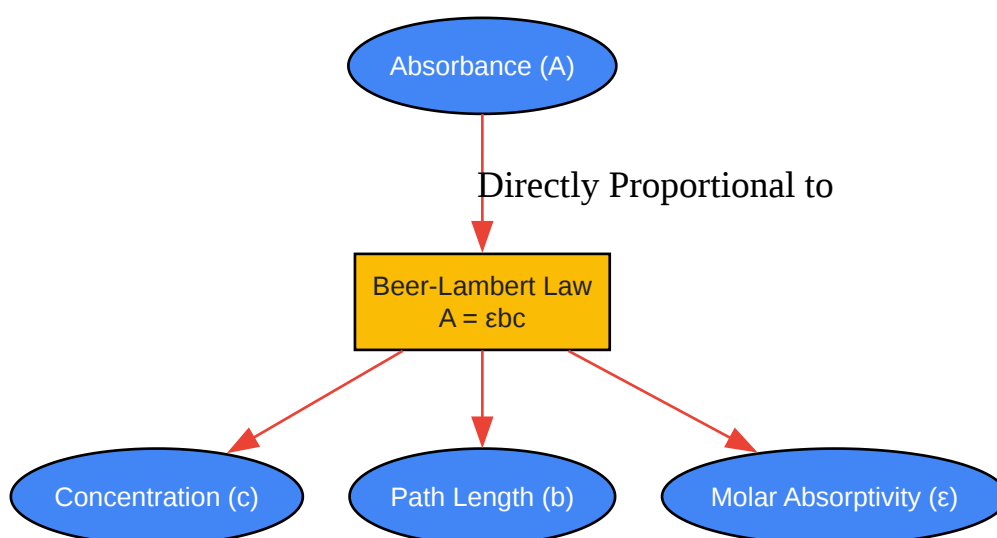 Absorbance (A)
Directly Proportional to
Beer-Lambert Law
A = εbc
Concentration (c)
Path Length (b)
Molar Absorptivity (ε)